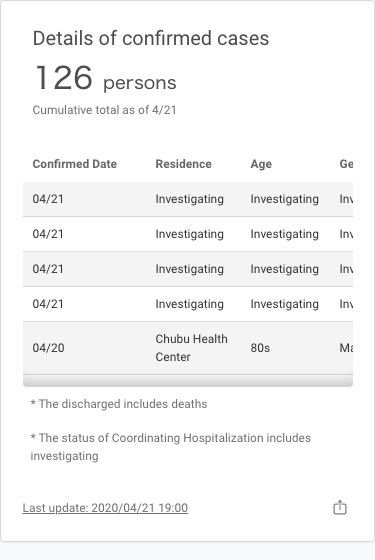 Details of confirmed cases
126 persons
Cumulative total as of 4/21
Confirmed Date Residence Age Ge
04/21 Investigating Investigating Inv
04/21 Investigating Investigating Inv
04/21 Investigating Investigating Inv
04/21 Investigating Investigating Inv
04/20 Chubu Health Center 80s Ma
* The discharged includes deaths
* The status of Coordinating Hospitalization includes
investigating
Last update: 2020/04/21 19:00